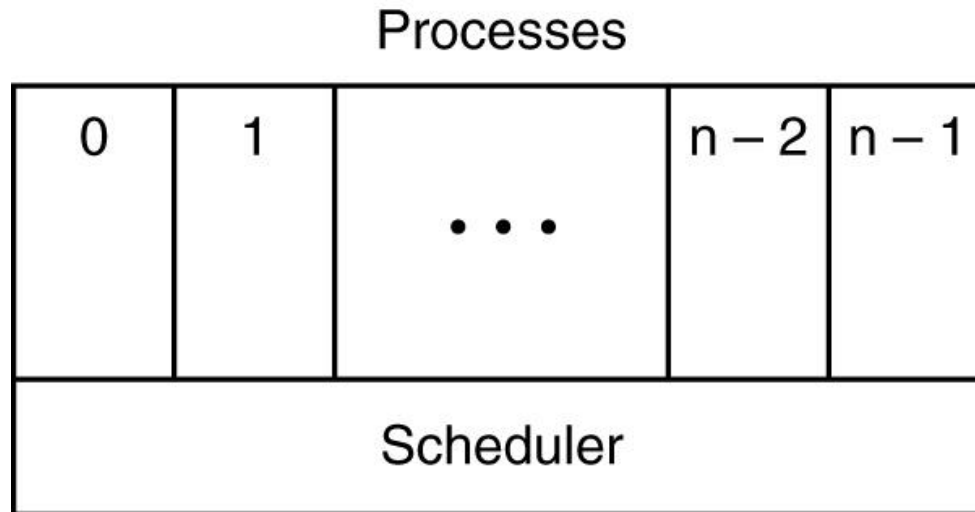 Processes
0 1 n – 2 n – 1
• • •
Scheduler